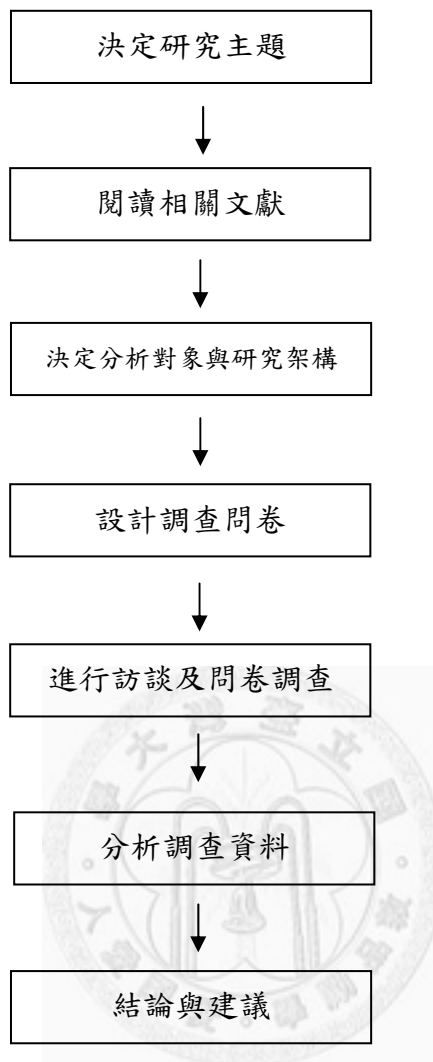 決定研究主題
閱讀相關文獻
決定分析對象與研究架構
設計調查問卷
進行訪談及問卷調查
分析調查資料
結論與建議